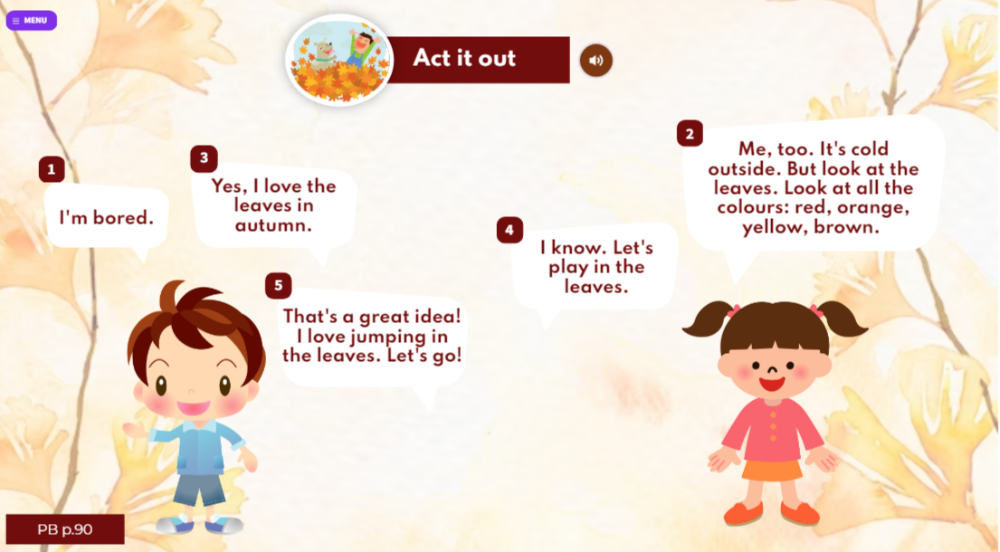 MENU
Act it out
1
I'm bored.
2
Me, too. It's cold
outside. But look at the
leaves. Look at all the
colours: red, orange,
yellow, brown.
3
Yes, I love the
leaves in
autumn.
4
I know. Let's
play in the
leaves.
5
That's a great idea!
I love jumping in
the leaves. Let's go!
PB p.90